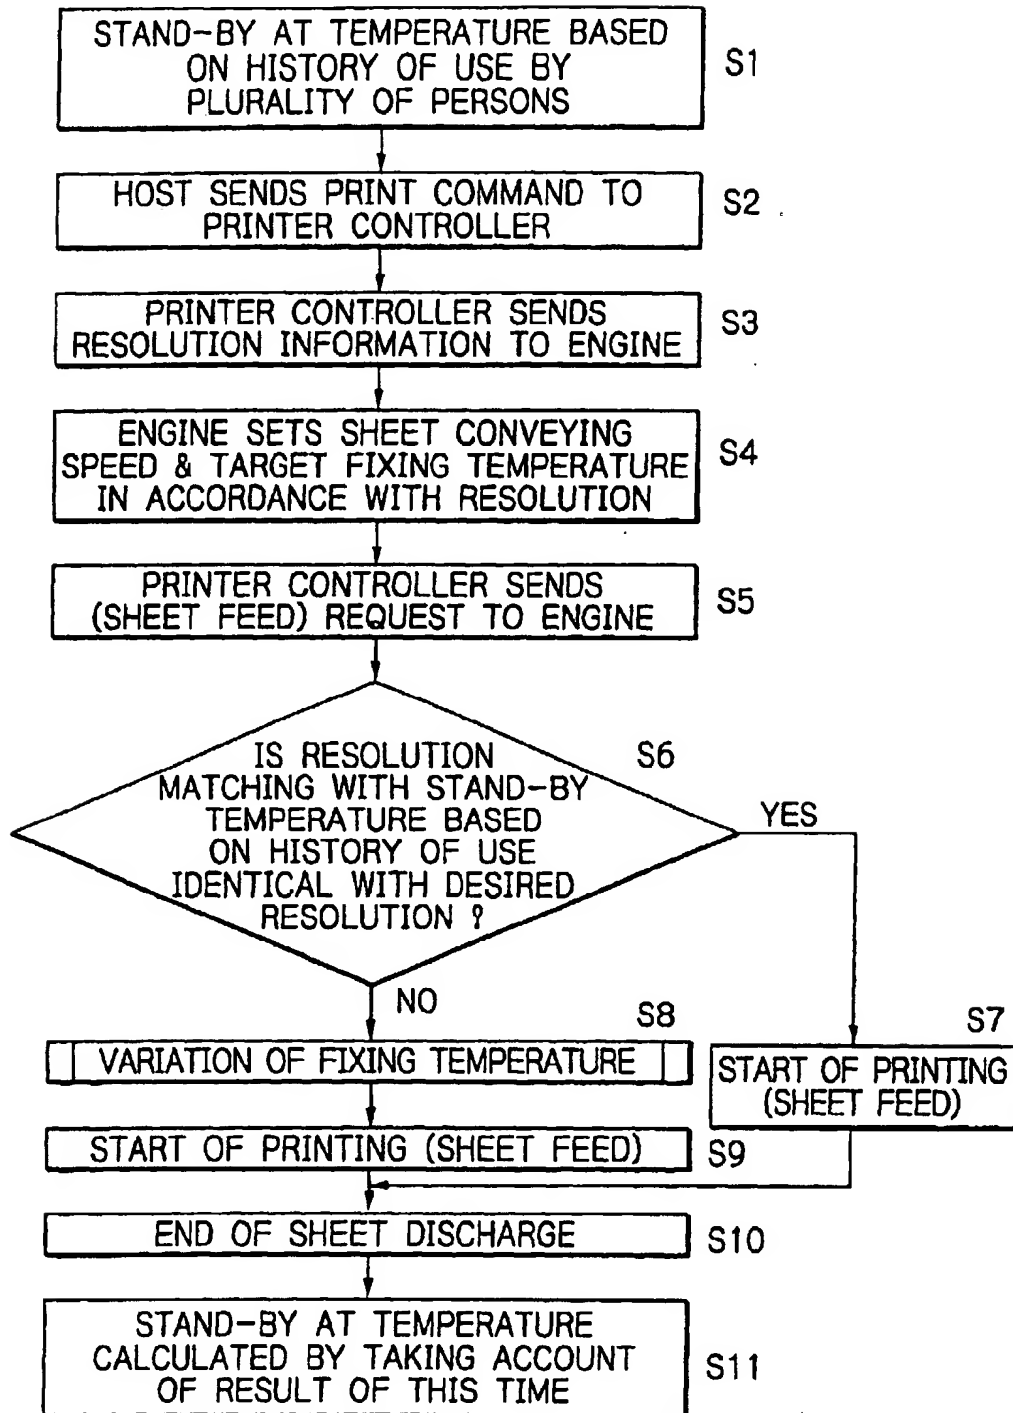 STAND-BY AT TEMPERATURE BASED
ON HISTORY OF USE BY
PLURALITY OF PERSONS
S1
HOST SENDS PRINT COMMAND TO
PRINTER CONTROLLER
S2
PRINTER CONTROLLER SENDS
RESOLUTION INFORMATION TO ENGINE
S3
ENGINE SETS SHEET CONVEYING
SPEED & TARGET FIXING TEMPERATURE
IN ACCORDANCE WITH RESOLUTION
S4
PRINTER CONTROLLER SENDS
(SHEET FEED) REQUEST TO ENGINE
S5
IS RESOLUTION
MATCHING WITH STAND-BY
TEMPERATURE BASED
ON HISTORY OF USE
IDENTICAL WITH DESIRED
RESOLUTION ?
S6
YES
NO
S8
VARIATION OF FIXING TEMPERATURE
S7
START OF PRINTING
(SHEET FEED)
START OF PRINTING (SHEET FEED)
S9
END OF SHEET DISCHARGE
S10
STAND-BY AT TEMPERATURE
CALCULATED BY TAKING ACCOUNT
OF RESULT OF THIS TIME
S11